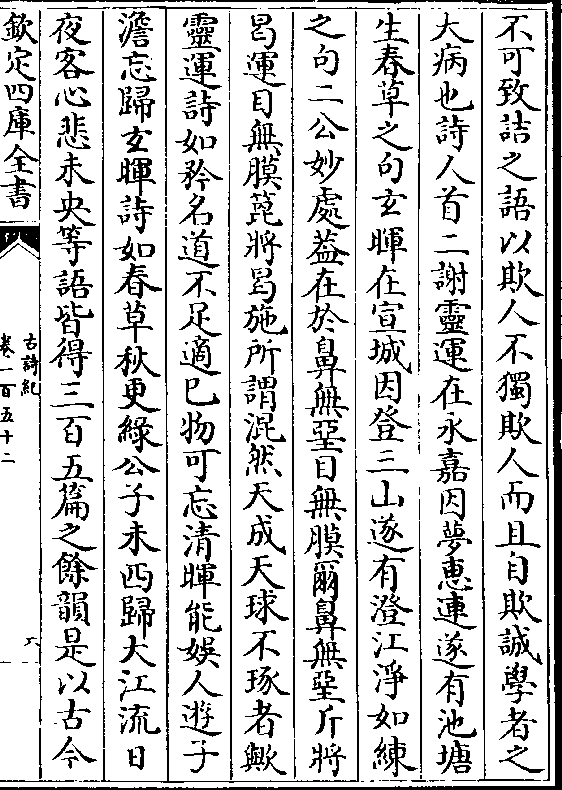 不可致詰之語以欺人不獨欺人而且自欺誠學者之
大病也詩人首二謝靈運在永嘉因夢惠連遂有池塘
生春草之句玄暉在宣城因登三山遂有澄江淨如練
之句二公妙處葢在於鼻無堊目無膜爾鼻無堊斤將
曷運目無膜箆將曷施所謂混然天成天球不琢者歟
靈運詩如矜名道不足適已物可忘清暉能娛人遊子
澹忘歸玄暉詩如春草秋更綠公子未西歸大江流日
夜客心悲未央等語皆得三百五篇之餘韻是以古今
欽定四庫全書
古詩紀
卷一百五十二
六